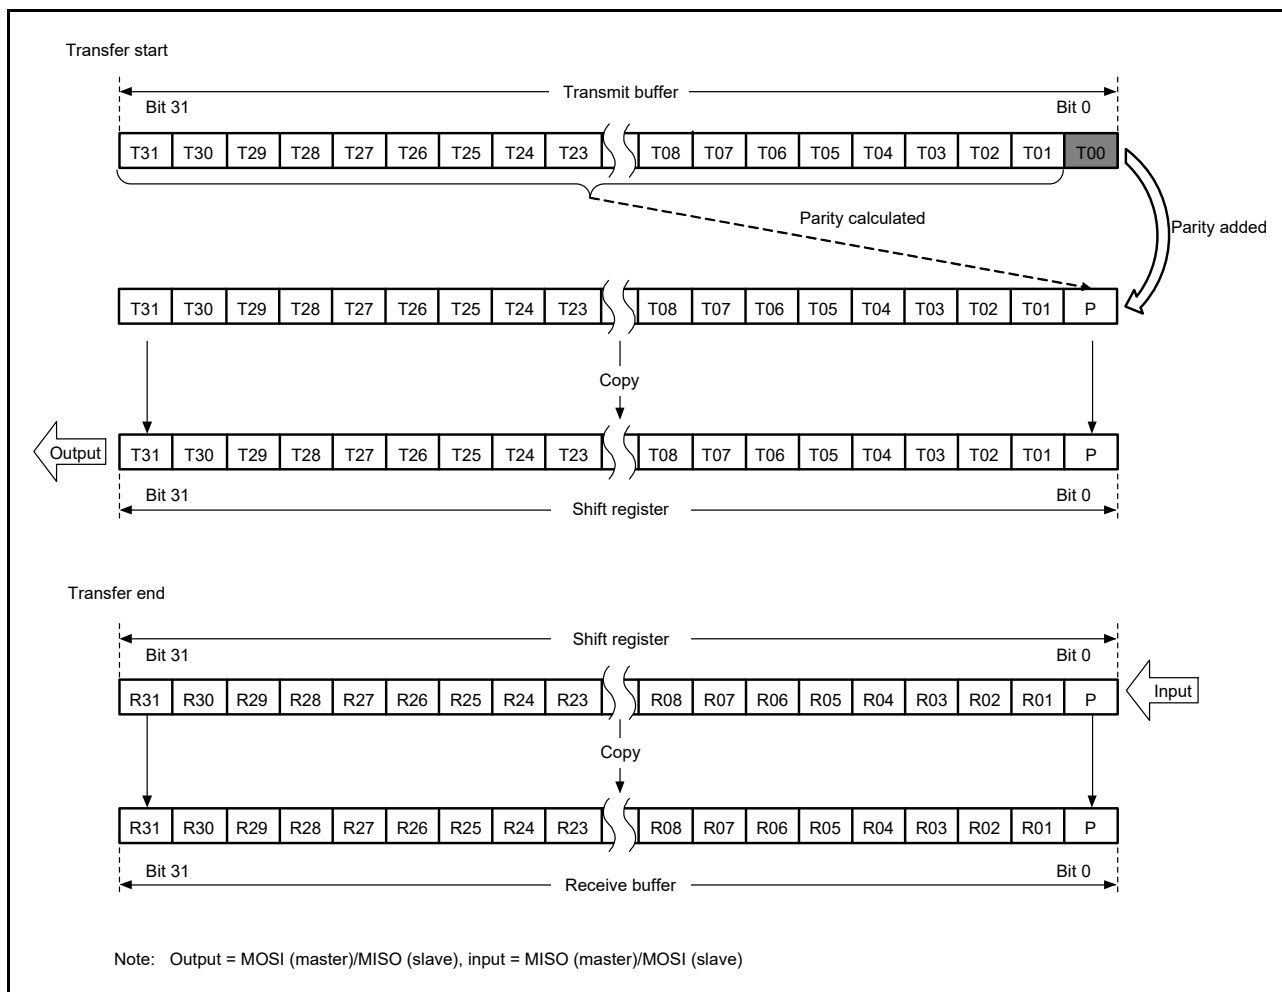 Transfer start
Transmit buffer
Bit 31 Bit 0
T31 T30 T29 T28 T27 T26 T25 T24 T23 T08 T07 T06 T05 T04 T03 T02 T01 T00
Parity calculated
Parity added
T31 T30 T29 T28 T27 T26 T25 T24 T23 T08 T07 T06 T05 T04 T03 T02 T01 P
Copy
Output
T31 T30 T29 T28 T27 T26 T25 T24 T23 T08 T07 T06 T05 T04 T03 T02 T01 P
Bit 31 Bit 0
Shift register
Transfer end
Shift register
Bit 31 Bit 0
R31 R30 R29 R28 R27 R26 R25 R24 R23 R08 R07 R06 R05 R04 R03 R02 R01 P
Input
Copy
R31 R30 R29 R28 R27 R26 R25 R24 R23 R08 R07 R06 R05 R04 R03 R02 R01 P
Bit 31 Bit 0
Receive buffer
Note: Output = MOSI (master)/MISO (slave), input = MISO (master)/MOSI (slave)